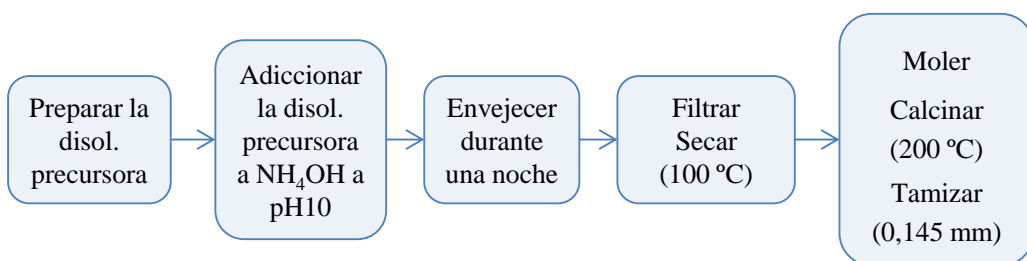 Preparar la
disol.
precursora
Adiccionar
la disol.
precursora
a NH₄OH a
pH10
Envejecer
durante
una noche
Filtrar
Secar
(100 ºC)
Moler
Calcinar
(200 ºC)
Tamizar
(0,145 mm)